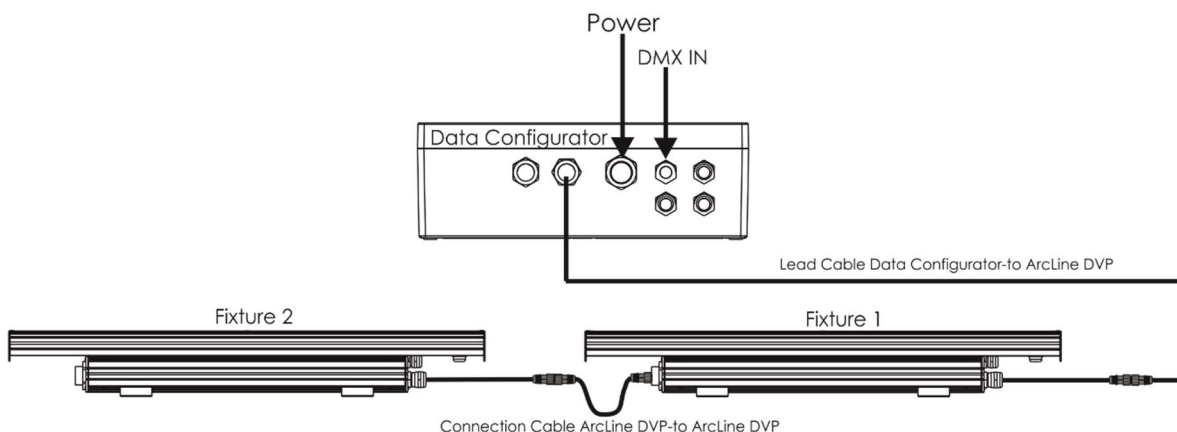 Power
DMX IN
Data Configurator
Lead Cable Data Configurator-to ArcLine DVP
Fixture 2
Fixture 1
Connection Cable ArcLine DVP-to ArcLine DVP